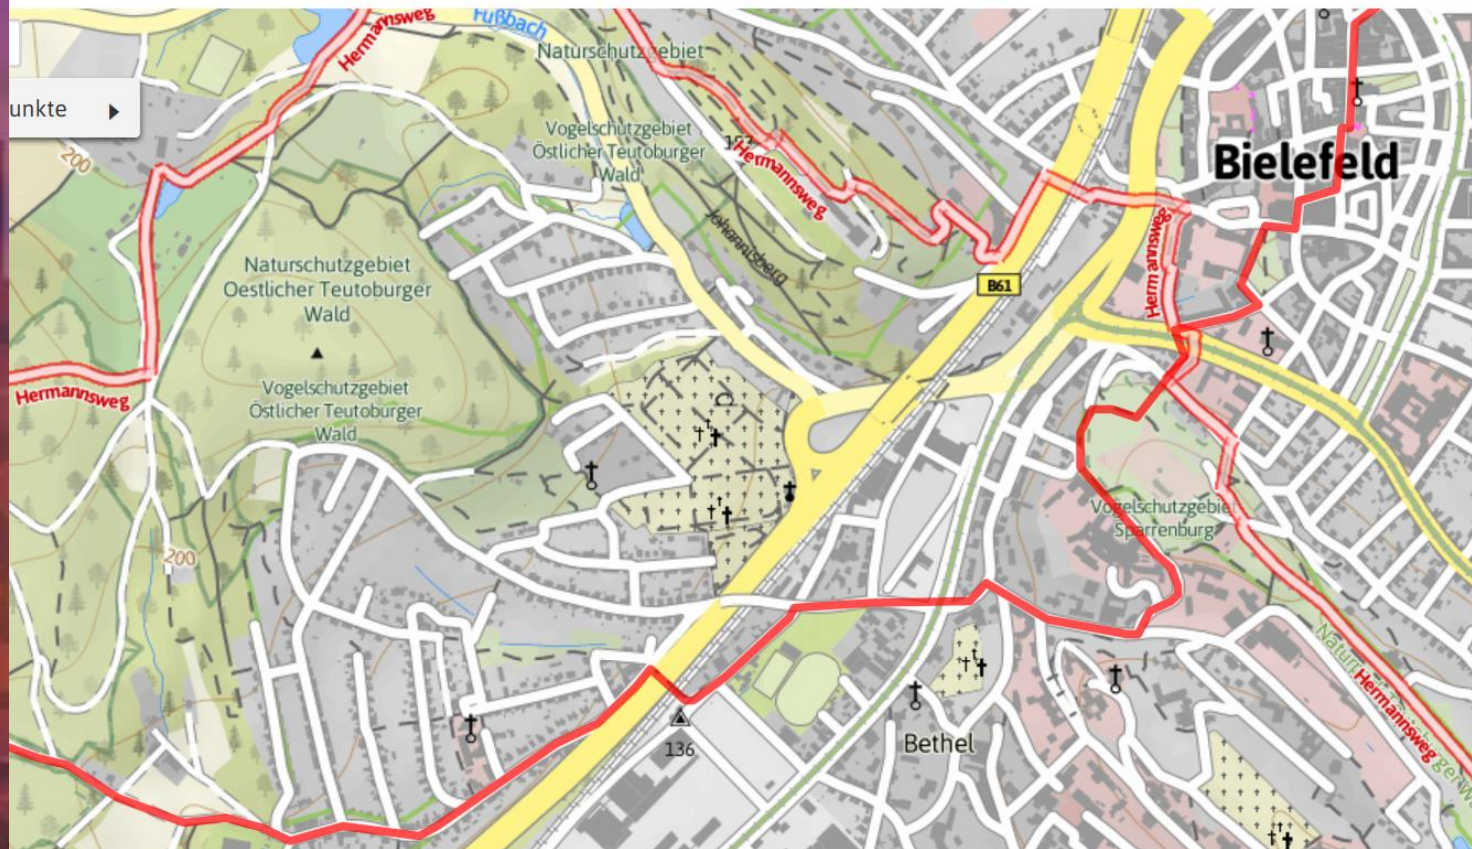 Hermannsweg
Fußbach
Naturschutzgebiet
unkte
200
Vogelschutzgebiet
Östlicher Teutoburger
Wald
Hermannsweg
Bielefeld
Johannisberg
Hermannsweg
B61
Naturschutzgebiet
Oestlicher Teutoburger
Wald
Hermannsweg
Vogelschutzgebiet
Östlicher Teutoburger
Wald
Vogelschutzgebiet
Sparrenburg
200
136
Bethel
Hermannsweg